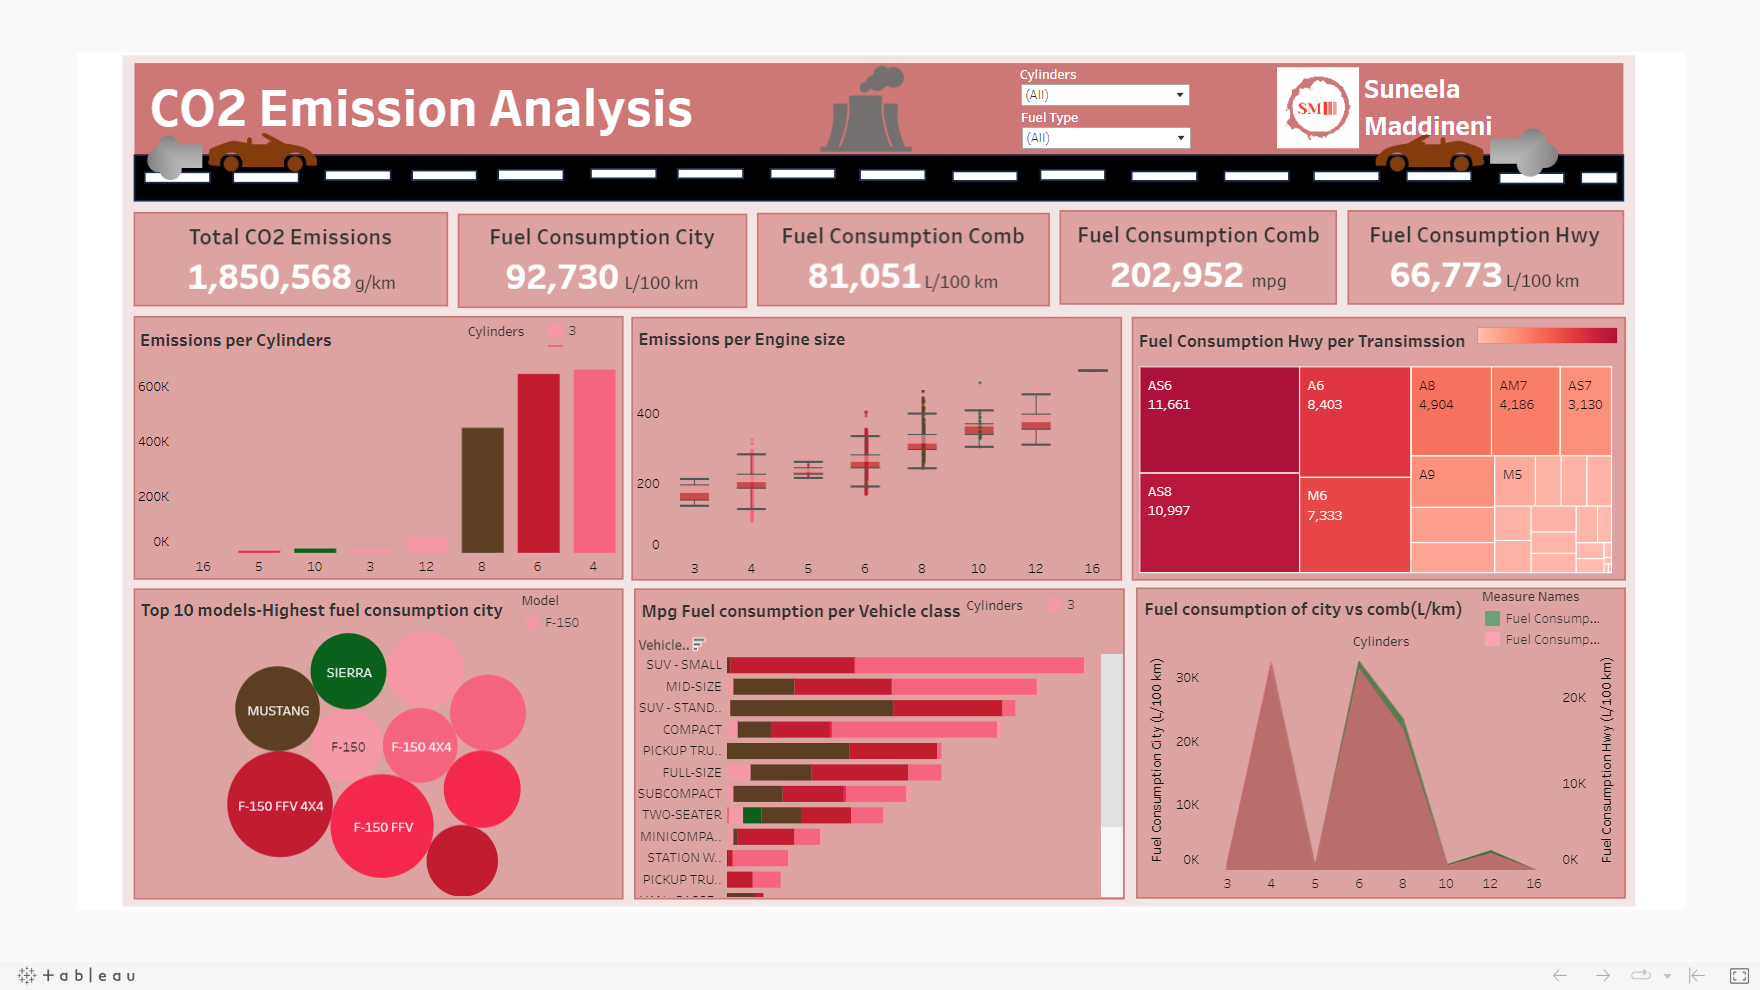 CO2 Emission Analysis
Cylinders
(All)
Fuel Type
(All)
SM
Suneela
Maddineni
Total CO2 Emissions
1,850,568 g/km
Fuel Consumption City
92,730 L/100 km
Fuel Consumption Comb
81,051 L/100 km
Fuel Consumption Comb
202,952 mpg
Fuel Consumption Hwy
66,773 L/100 km
Emissions per Cylinders
Cylinders
3
600K
400K
200K
0K
16 5 10 3 12 8 6 4
Emissions per Engine size
400
200
0
3 4 5 6 8 10 12 16
Fuel Consumption Hwy per Transimssion
AS6
11,661
AS8
10,997
A6
8,403
M6
7,333
A8
4,904
AM7
4,186
AS7
3,130
A9
M5
Top 10 models-Highest fuel consumption city
Model
F-150
SIERRA
MUSTANG
F-150
F-150 4X4
F-150 FFV 4X4
F-150 FFV
Mpg Fuel consumption per Vehicle class
Cylinders
3
Vehicle..
SUV - SMALL
MID-SIZE
SUV - STAND..
COMPACT
PICKUP TRU..
FULL-SIZE
SUBCOMPACT
TWO-SEATER
MINICOMPA..
STATION W..
PICKUP TRU..
Fuel consumption of city vs comb(L/km)
Measure Names
Fuel Consump...
Fuel Consump...
Cylinders
Fuel Consumption City (L/100 km)
30K
20K
10K
0K
3 4 5 6 8 10 12 16
20K
10K
0K
Fuel Consumption Hwy (L/100 km)
+ableau